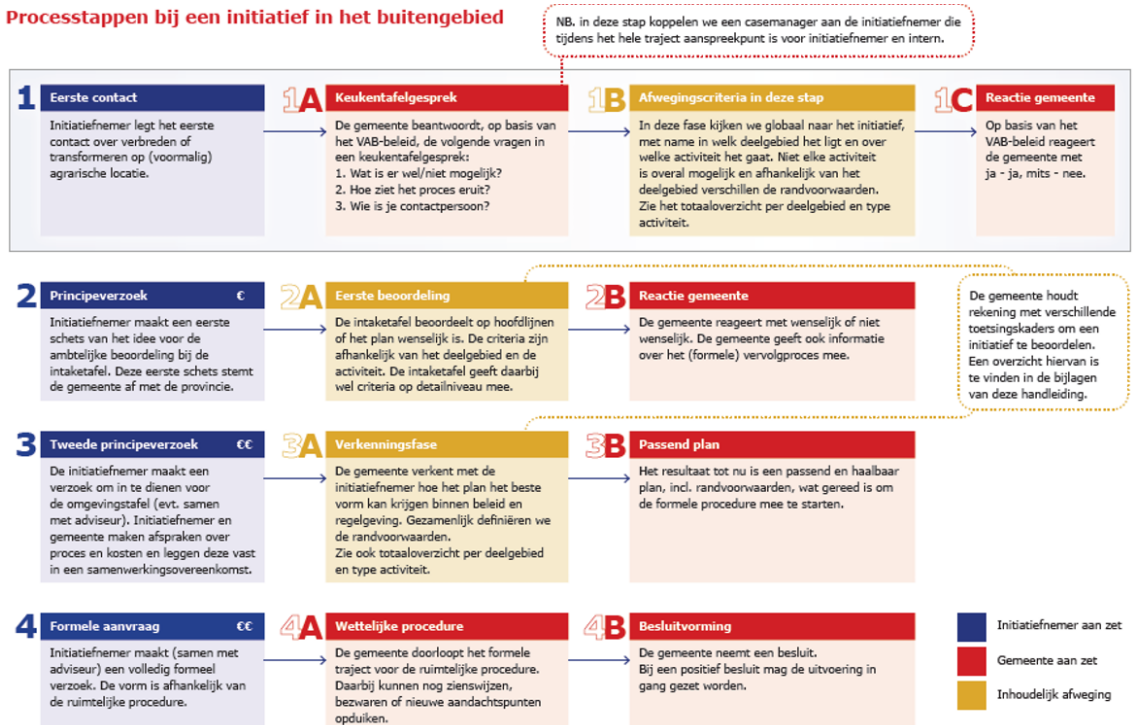 Processtappen bij een initiatief in het buitengebied
NB. in deze stap koppelen we een casemanager aan de initiatiefnemer die
tijdens het hele traject aanspreekpunt is voor initiatiefnemer en intern.
1 Eerste contact
Initiatiefnemer legt het eerste
contact over verbreden of
transformeren op (voormalig)
agrarische locatie.
1A Keukentafelgesprek
De gemeente beantwoordt, op basis van
het VAB-beleid, de volgende vragen in
een keukentafelgesprek:
1. Wat is er wel/niet mogelijk?
2. Hoe ziet het proces eruit?
3. Wie is je contactpersoon?
1B Afwegingscriteria in deze stap
In deze fase kijken we globaal naar het initiatief,
met name in welk deelgebied het ligt en over
welke activiteit het gaat. Niet elke activiteit
is overal mogelijk en afhankelijk van het
deelgebied verschillen de randvoorwaarden.
Zie het totaaloverzicht per deelgebied en type
activiteit.
1C Reactie gemeente
Op basis van het
VAB-beleid reageert
de gemeente met
ja - ja, mits - nee.
2 Principeverzoek €
Initiatiefnemer maakt een eerste
schets van het idee voor de
ambtelijke beoordeling bij de
intaketafel. Deze eerste schets stemt
de gemeente af met de provincie.
2A Eerste beoordeling
De intaketafel beoordeelt op hoofdlijnen
of het plan wenselijk is. De criteria zijn
afhankelijk van het deelgebied en de
activiteit. De intaketafel geeft daarbij
wel criteria op detailniveau mee.
2B Reactie gemeente
De gemeente reageert met wenselijk of niet
wenselijk. De gemeente geeft ook informatie
over het (formele) vervolgproces mee.
De gemeente houdt
rekening met verschillende
toetsingskaders om een
initiatief te beoordelen.
Een overzicht hiervan is
te vinden in de bijlagen
van deze handleiding.
3 Tweede principeverzoek €€
De initiatiefnemer maakt een
verzoek om in te dienen voor
de omgevingstafel (evt. samen
met adviseur). Initiatiefnemer en
gemeente maken afspraken over
proces en kosten en leggen deze vast
in een samenwerkingsovereenkomst.
3A Verkenningsfase
De gemeente verkent met de
initiatiefnemer hoe het plan het beste
vorm kan krijgen binnen beleid en
regelgeving. Gezamenlijk definiëren we
de randvoorwaarden.
Zie ook totaaloverzicht per deelgebied
en type activiteit.
3B Passend plan
Het resultaat tot nu is een passend en haalbaar
plan, incl. randvoorwaarden, wat gereed is om
de formele procedure mee te starten.
4 Formele aanvraag €€
Initiatiefnemer maakt (samen met
adviseur) een volledig formeel
verzoek. De vorm is afhankelijk van
de ruimtelijke procedure.
4A Wettelijke procedure
De gemeente doorloopt het formele
traject voor de ruimtelijke procedure.
Daarbij kunnen nog zienswijzen,
bezwaren of nieuwe aandachtspunten
opduiken.
4B Besluitvorming
De gemeente neemt een besluit.
Bij een positief besluit mag de uitvoering in
gang gezet worden.
Initiatiefnemer aan zet
Gemeente aan zet
Inhoudelijk afweging